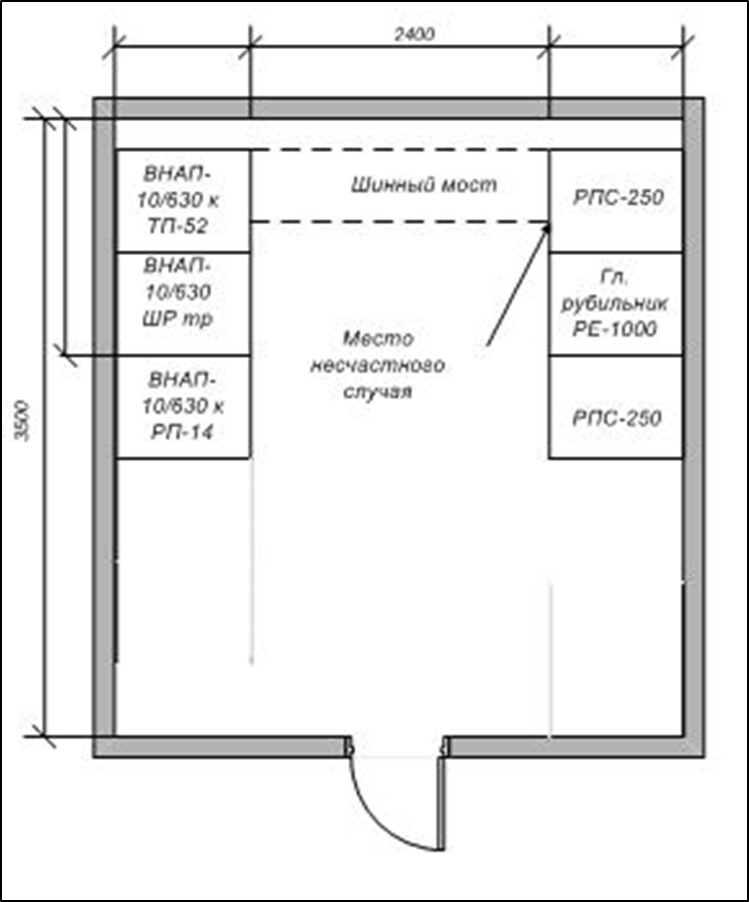 2400
ВНАП-
10/630 к
ТП-52
Шинный мост
РПС-250
ВНАП-
10/630
ШР тр
Гл.
рубильник
РЕ-1000
Место
несчастного
случая
ВНАП-
10/630 к
РП-14
РПС-250
3500